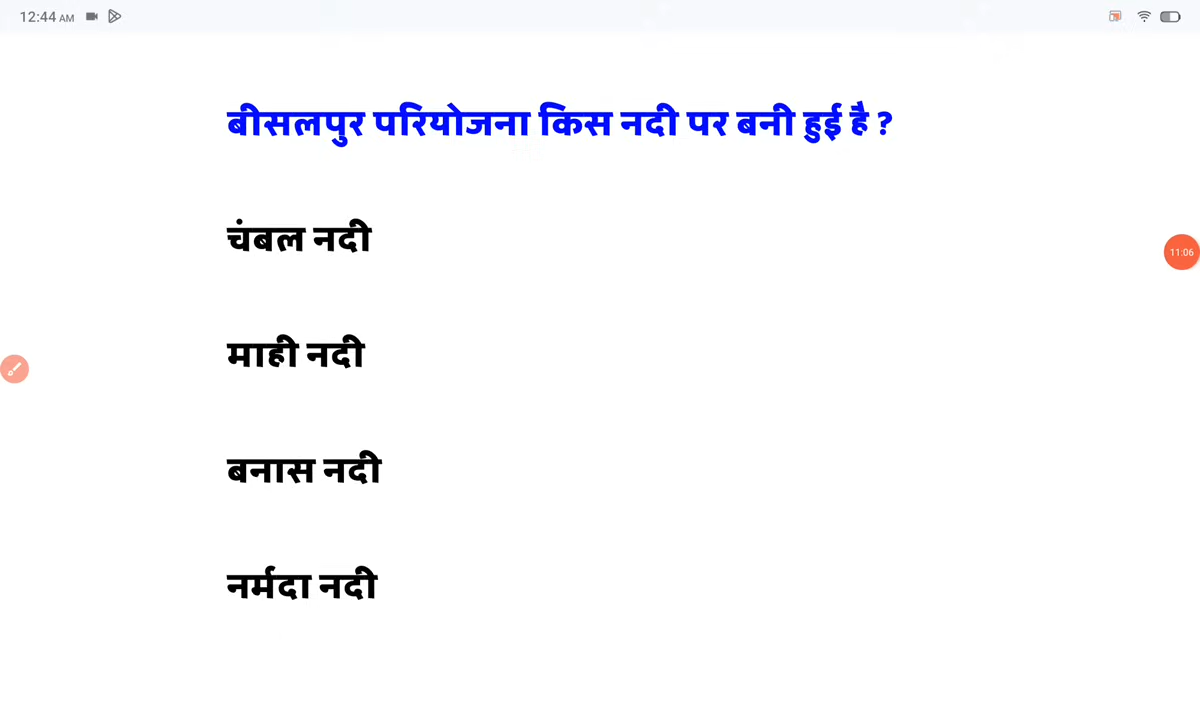 12:44 AM
बीसलपुर परियोजना किस नदी पर बनी हुई है ?
चंबल नदी
11:06
माही नदी
बनास नदी
नर्मदा नदी